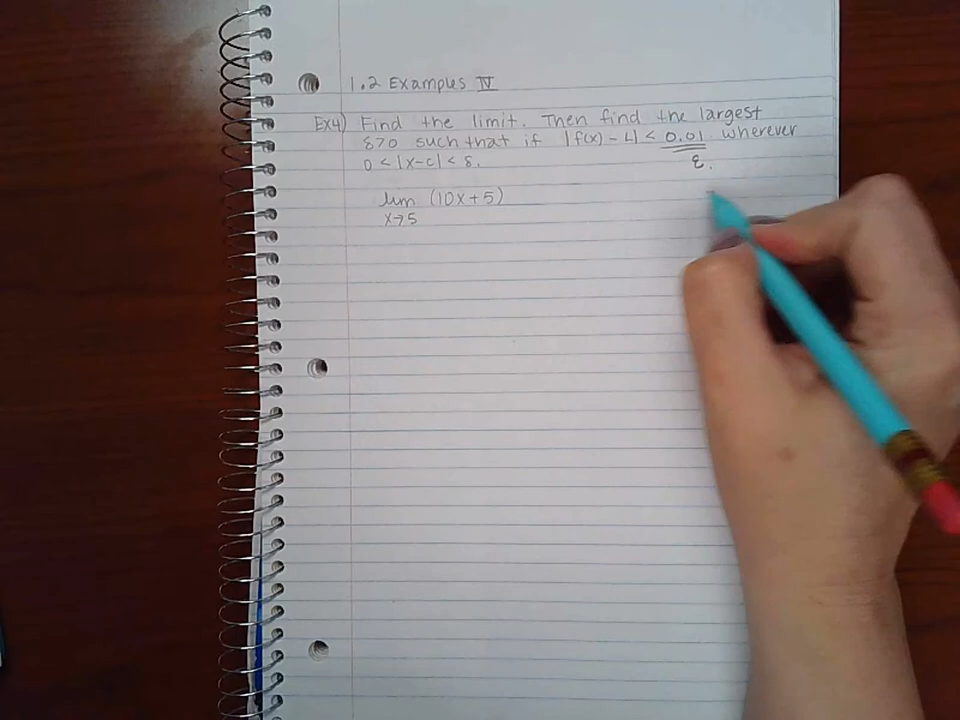 1.2 Examples IV
Ex4) Find the limit. Then find the largest
δ>0 such that if |f(x) - L| < 0.01 wherever
0 < |x-c| < δ.
ε.
lim (10x+5)
x→5